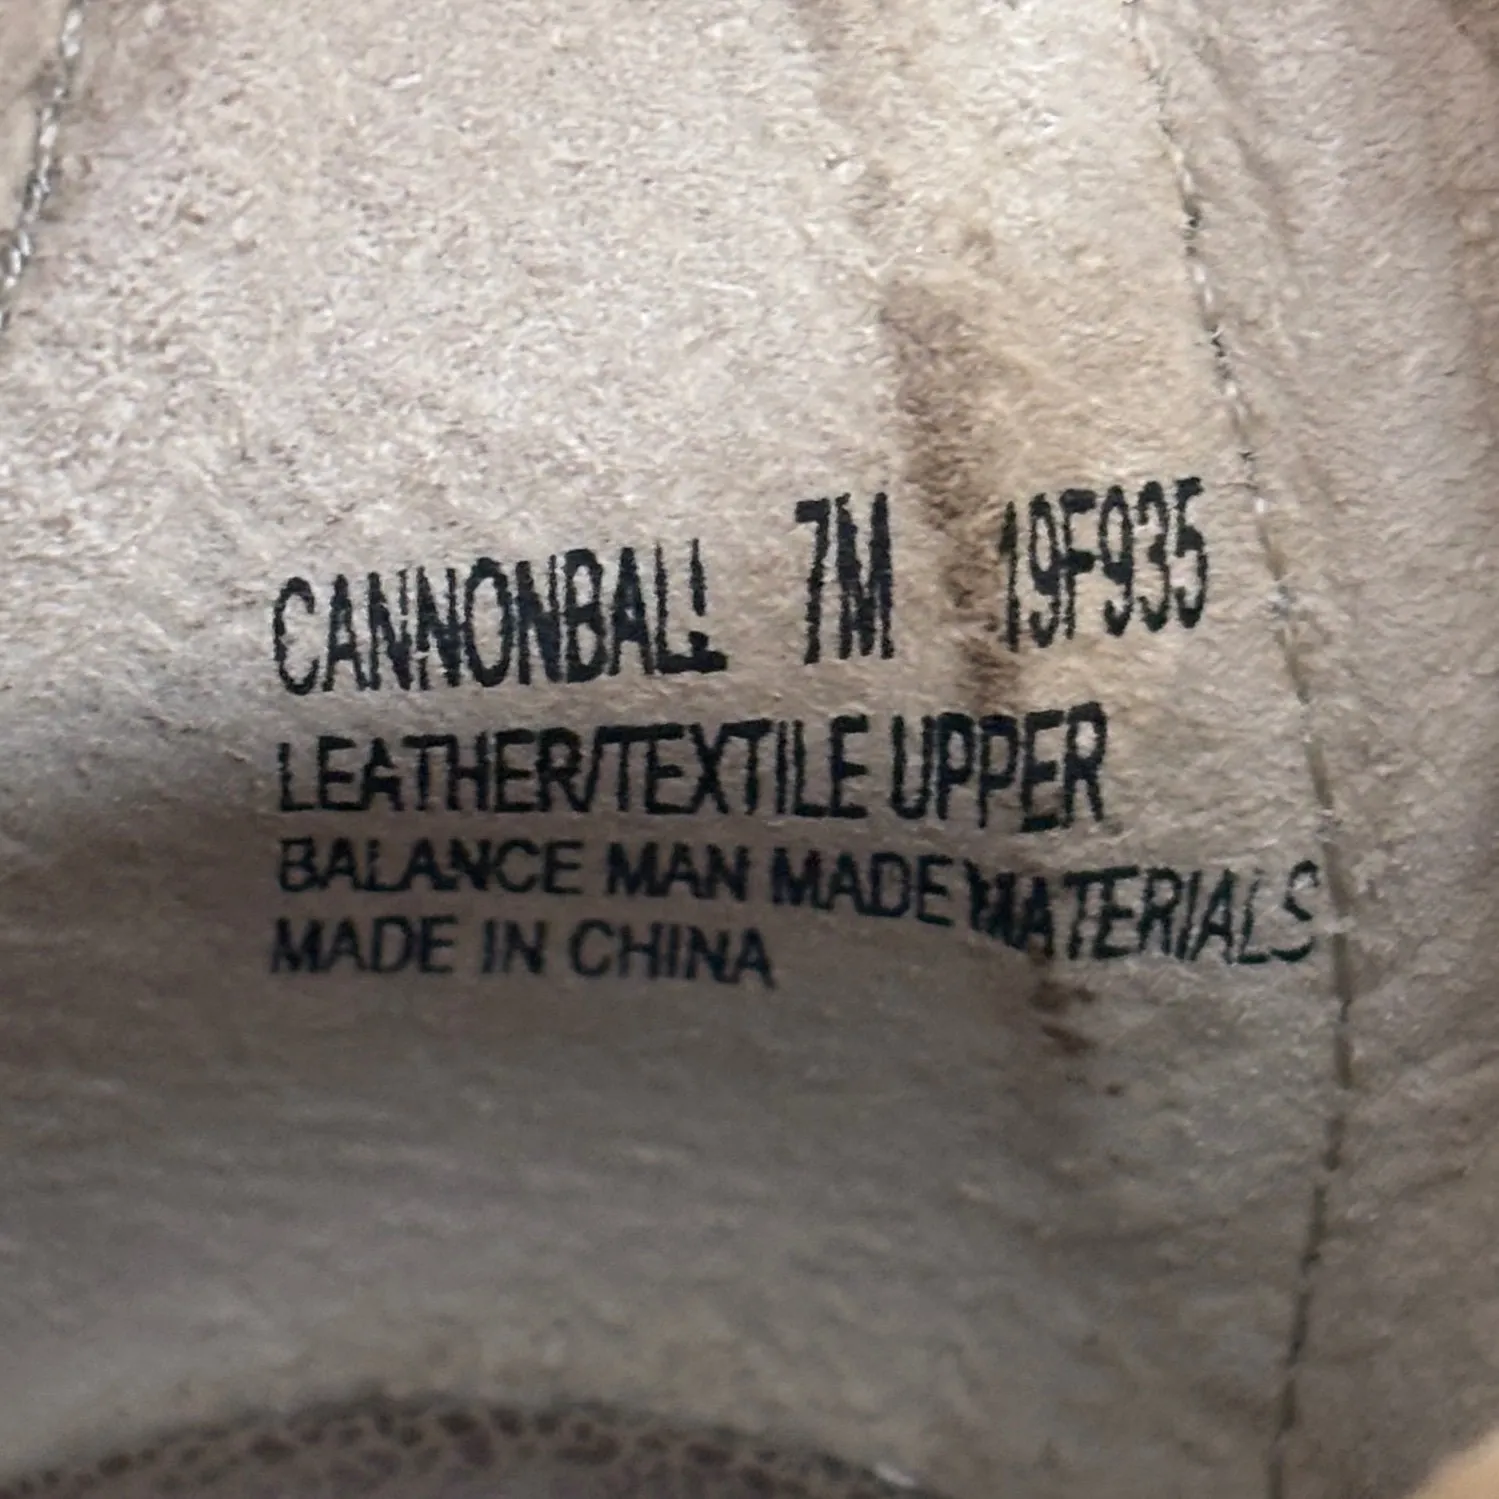 CANNONBALL 7M 19F935
LEATHER/TEXTILE UPPER
BALANCE MAN MADE MATERIALS
MADE IN CHINA